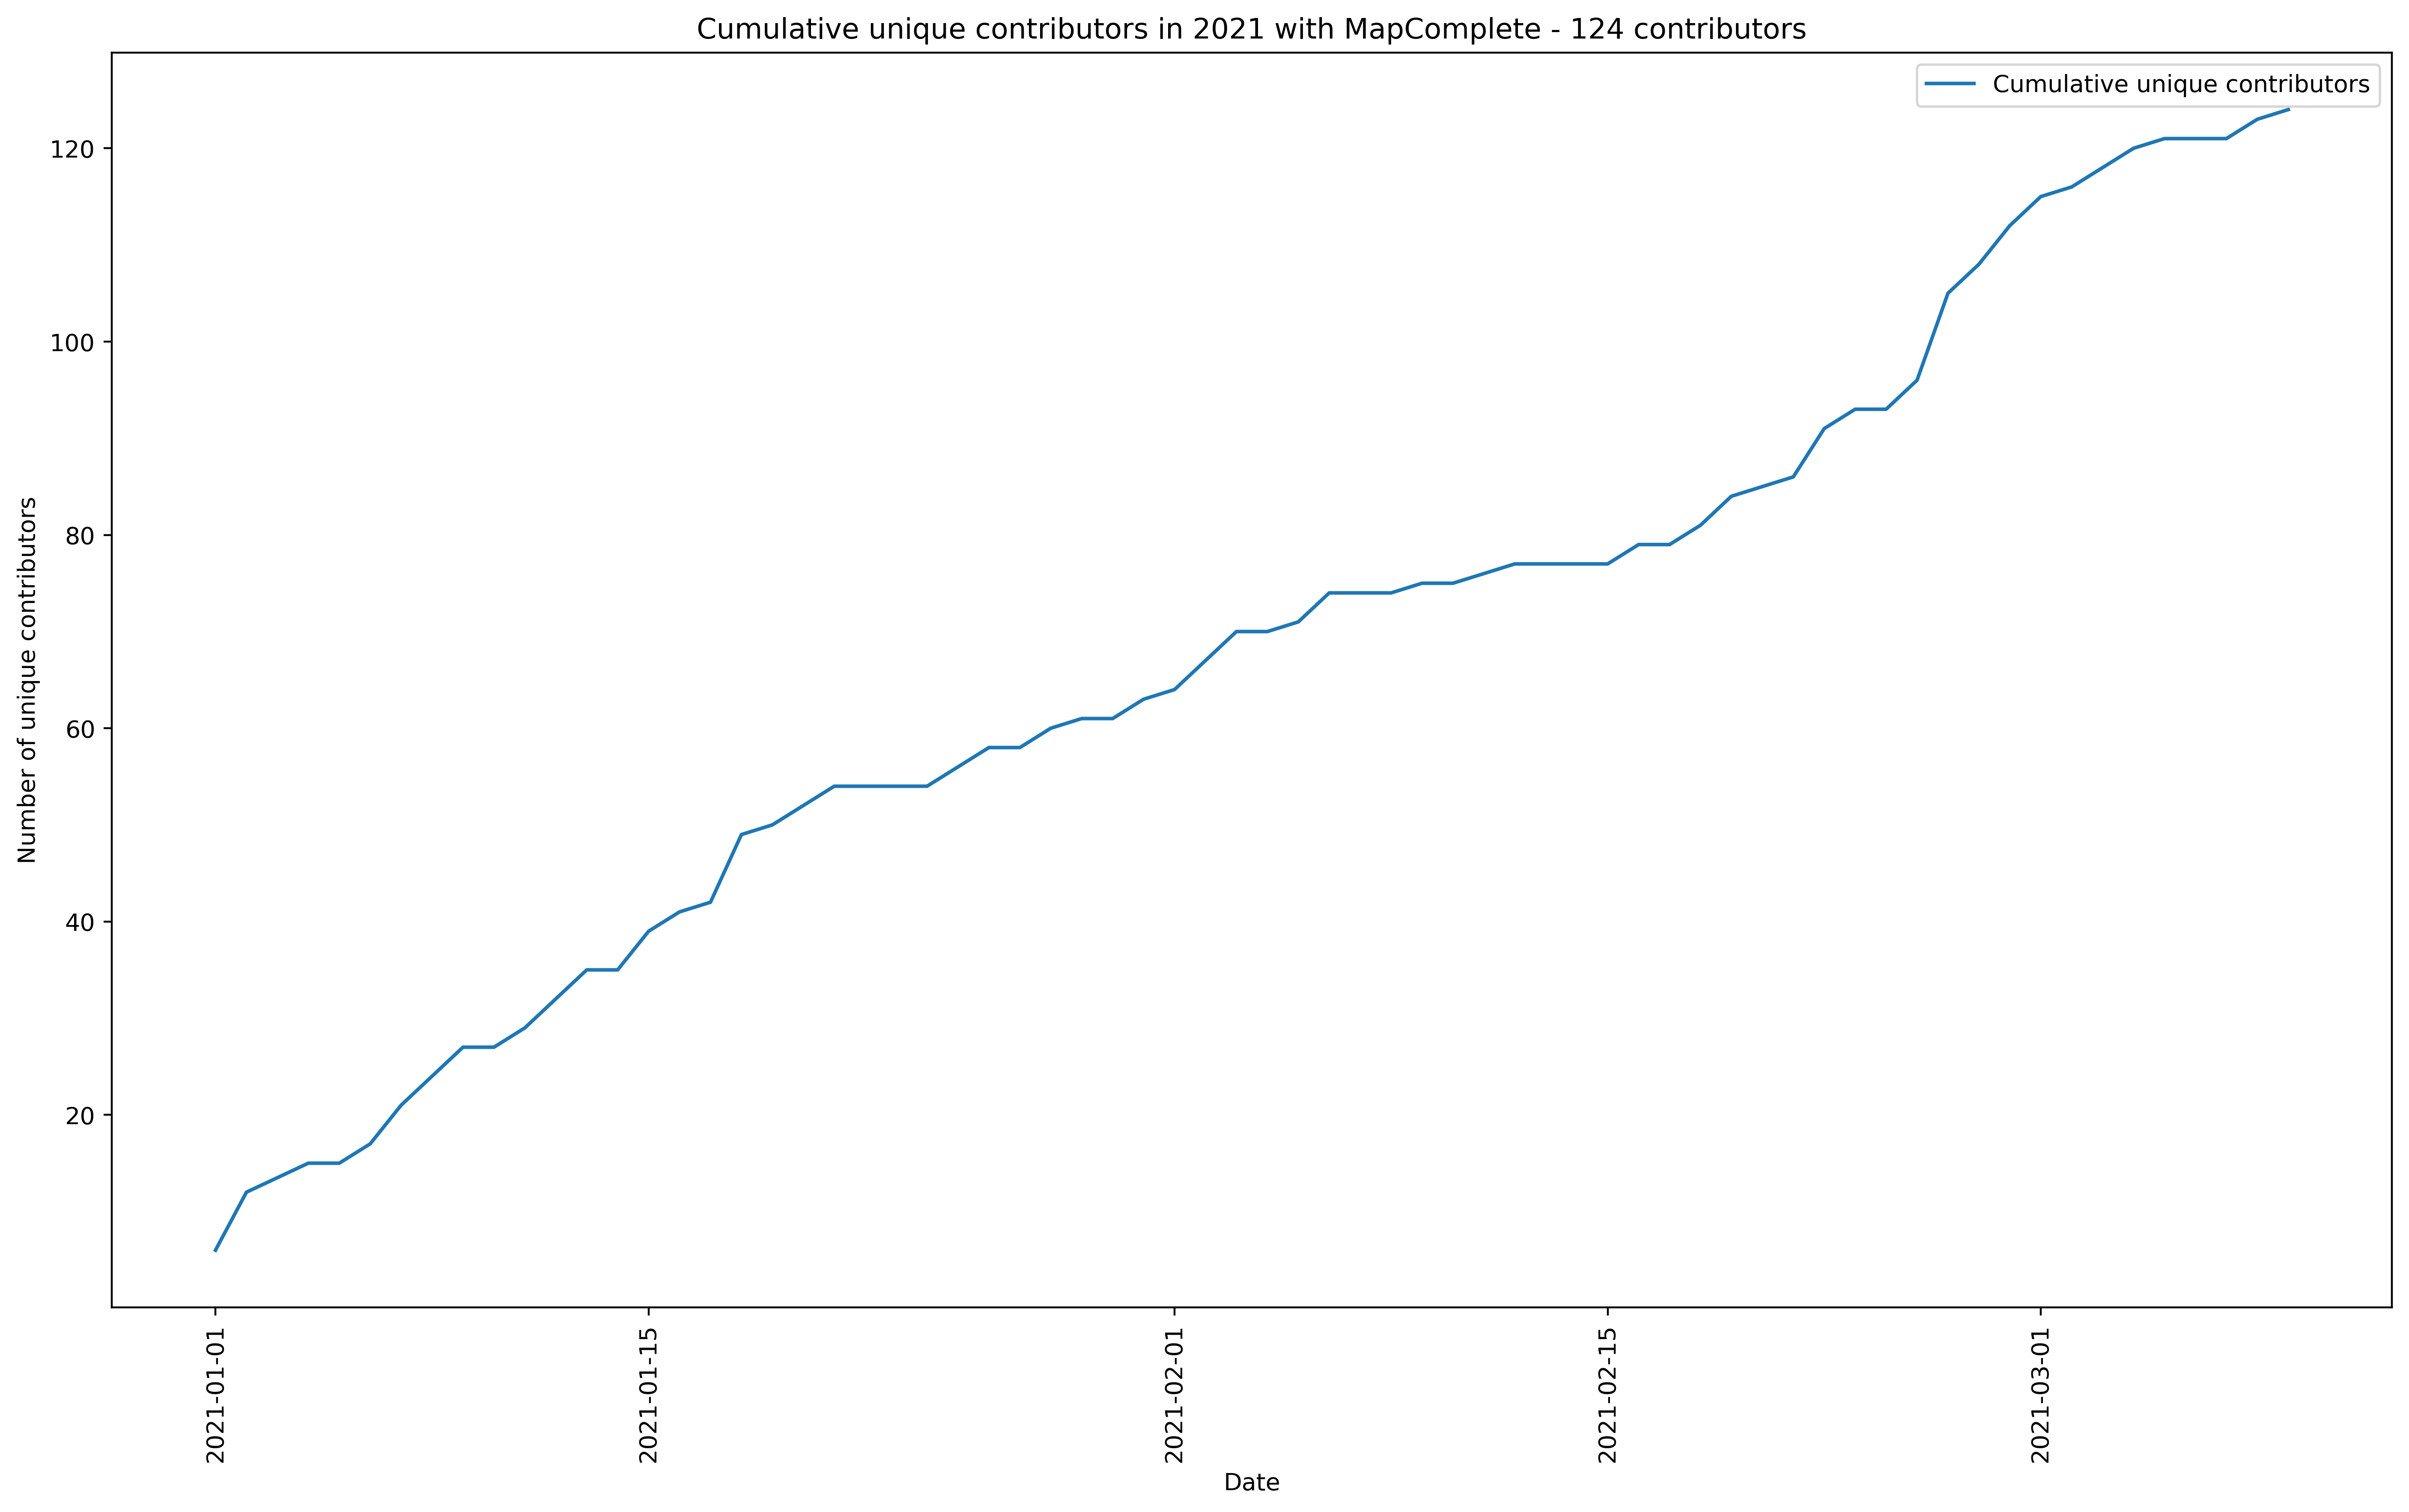 Cumulative unique contributors in 2021 with MapComplete - 124 contributors
Cumulative unique contributors
Number of unique contributors
120
100
80
60
40
20
2021-01-01
2021-01-15
2021-02-01
2021-02-15
2021-03-01
Date